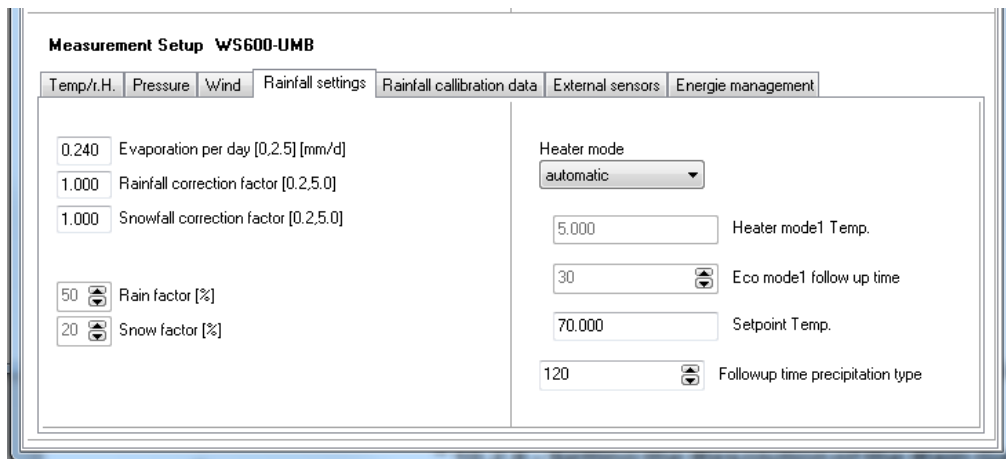 Measurement Setup WS600-UMB
Temp/r.H. Pressure Wind Rainfall settings Rainfall callibration data External sensors Energie management
0.240 Evaporation per day [0,2.5] [mm/d]
1.000 Rainfall correction factor [0.2,5.0]
1.000 Snowfall correction factor [0.2,5.0]
50 Rain factor [%]
20 Snow factor [%]
Heater mode
automatic
5.000 Heater mode1 Temp.
30 Eco mode1 follow up time
70.000 Setpoint Temp.
120 Followup time precipitation type